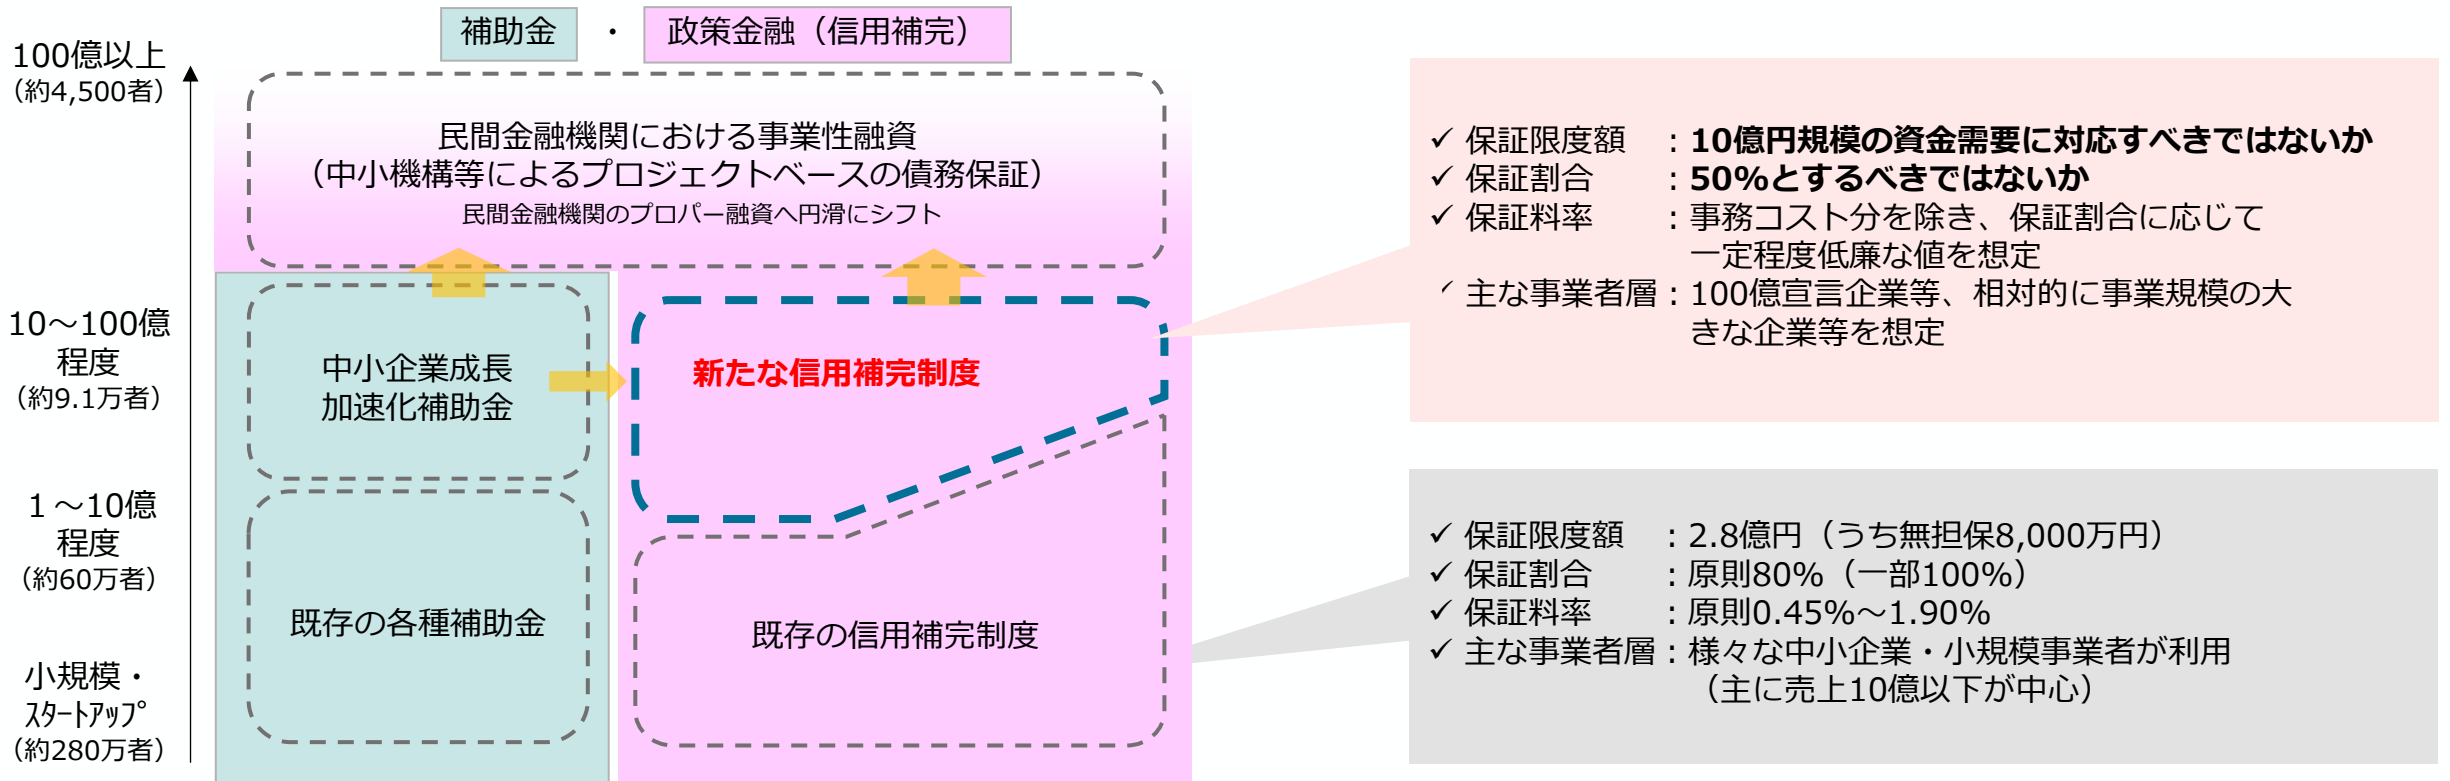 補助金 ・ 政策金融（信用補完）
100億以上
（約4,500者）
10～100億
程度
（約9.1万者）
１～10億
程度
（約60万者）
小規模・
ｽﾀｰﾄｱｯﾌﾟ
（約280万者）
民間金融機関における事業性融資
（中小機構等によるプロジェクトベースの債務保証）
民間金融機関のプロパー融資へ円滑にシフト
中小企業成長
加速化補助金
新たな信用補完制度
既存の各種補助金
既存の信用補完制度
✓ 保証限度額 ：10億円規模の資金需要に対応すべきではないか
✓ 保証割合 ：50%とするべきではないか
✓ 保証料率 ：事務コスト分を除き、保証割合に応じて
一定程度低廉な値を想定
✓ 主な事業者層：100億宣言企業等、相対的に事業規模の大
きな企業等を想定
✓ 保証限度額 ：2.8億円（うち無担保8,000万円）
✓ 保証割合 ：原則80%（一部100%）
✓ 保証料率 ：原則0.45%～1.90%
✓ 主な事業者層：様々な中小企業・小規模事業者が利用
（主に売上10億以下が中心）